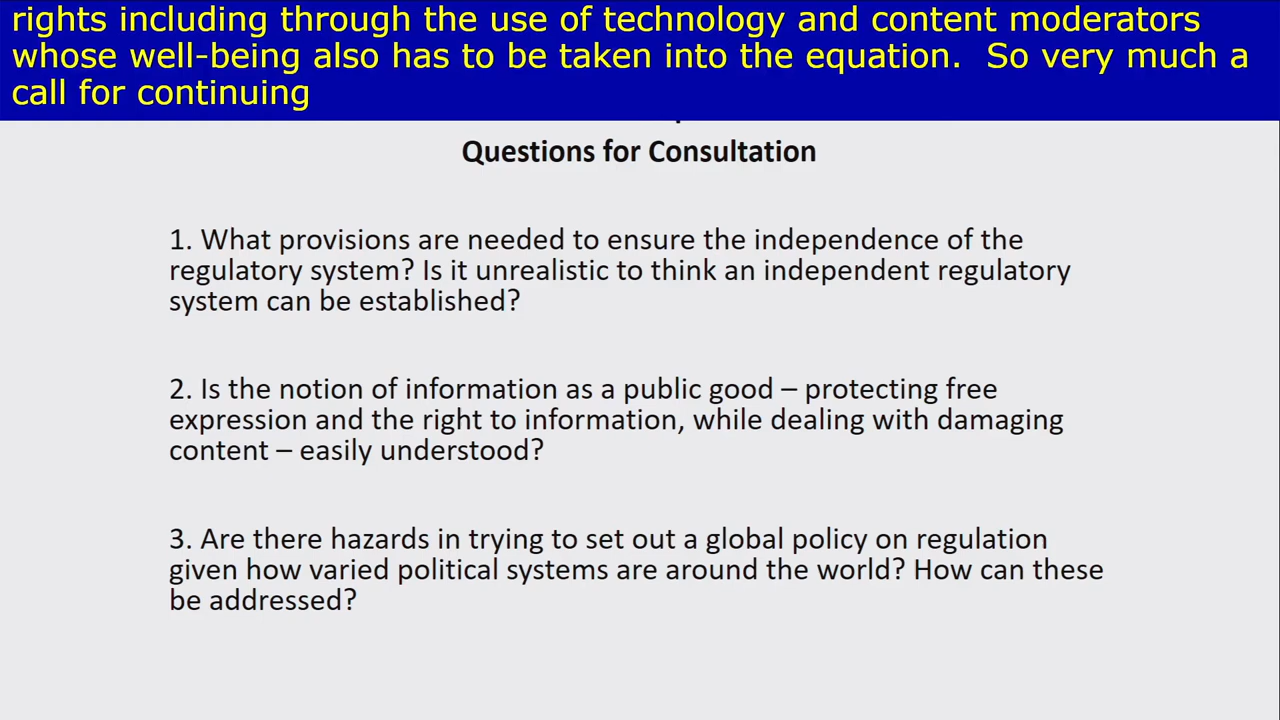 rights including through the use of technology and content moderators
whose well-being also has to be taken into the equation.  So very much a
call for continuing
Questions for Consultation
1. What provisions are needed to ensure the independence of the
regulatory system? Is it unrealistic to think an independent regulatory
system can be established?
2. Is the notion of information as a public good – protecting free
expression and the right to information, while dealing with damaging
content – easily understood?
3. Are there hazards in trying to set out a global policy on regulation
given how varied political systems are around the world? How can these
be addressed?